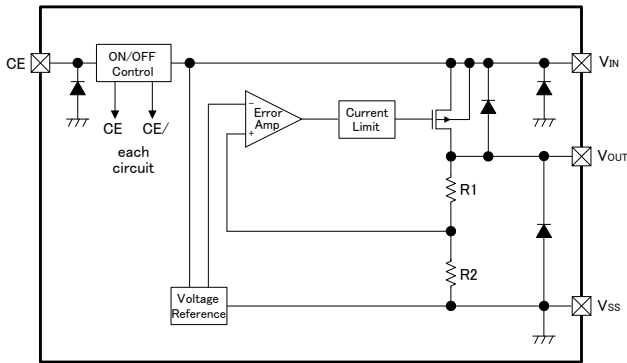 CE
ON/OFF
Control
VIN
CE CE/
each
circuit
−
Error
Amp
+
Current
Limit
VOUT
R1
R2
Voltage
Reference
VSS